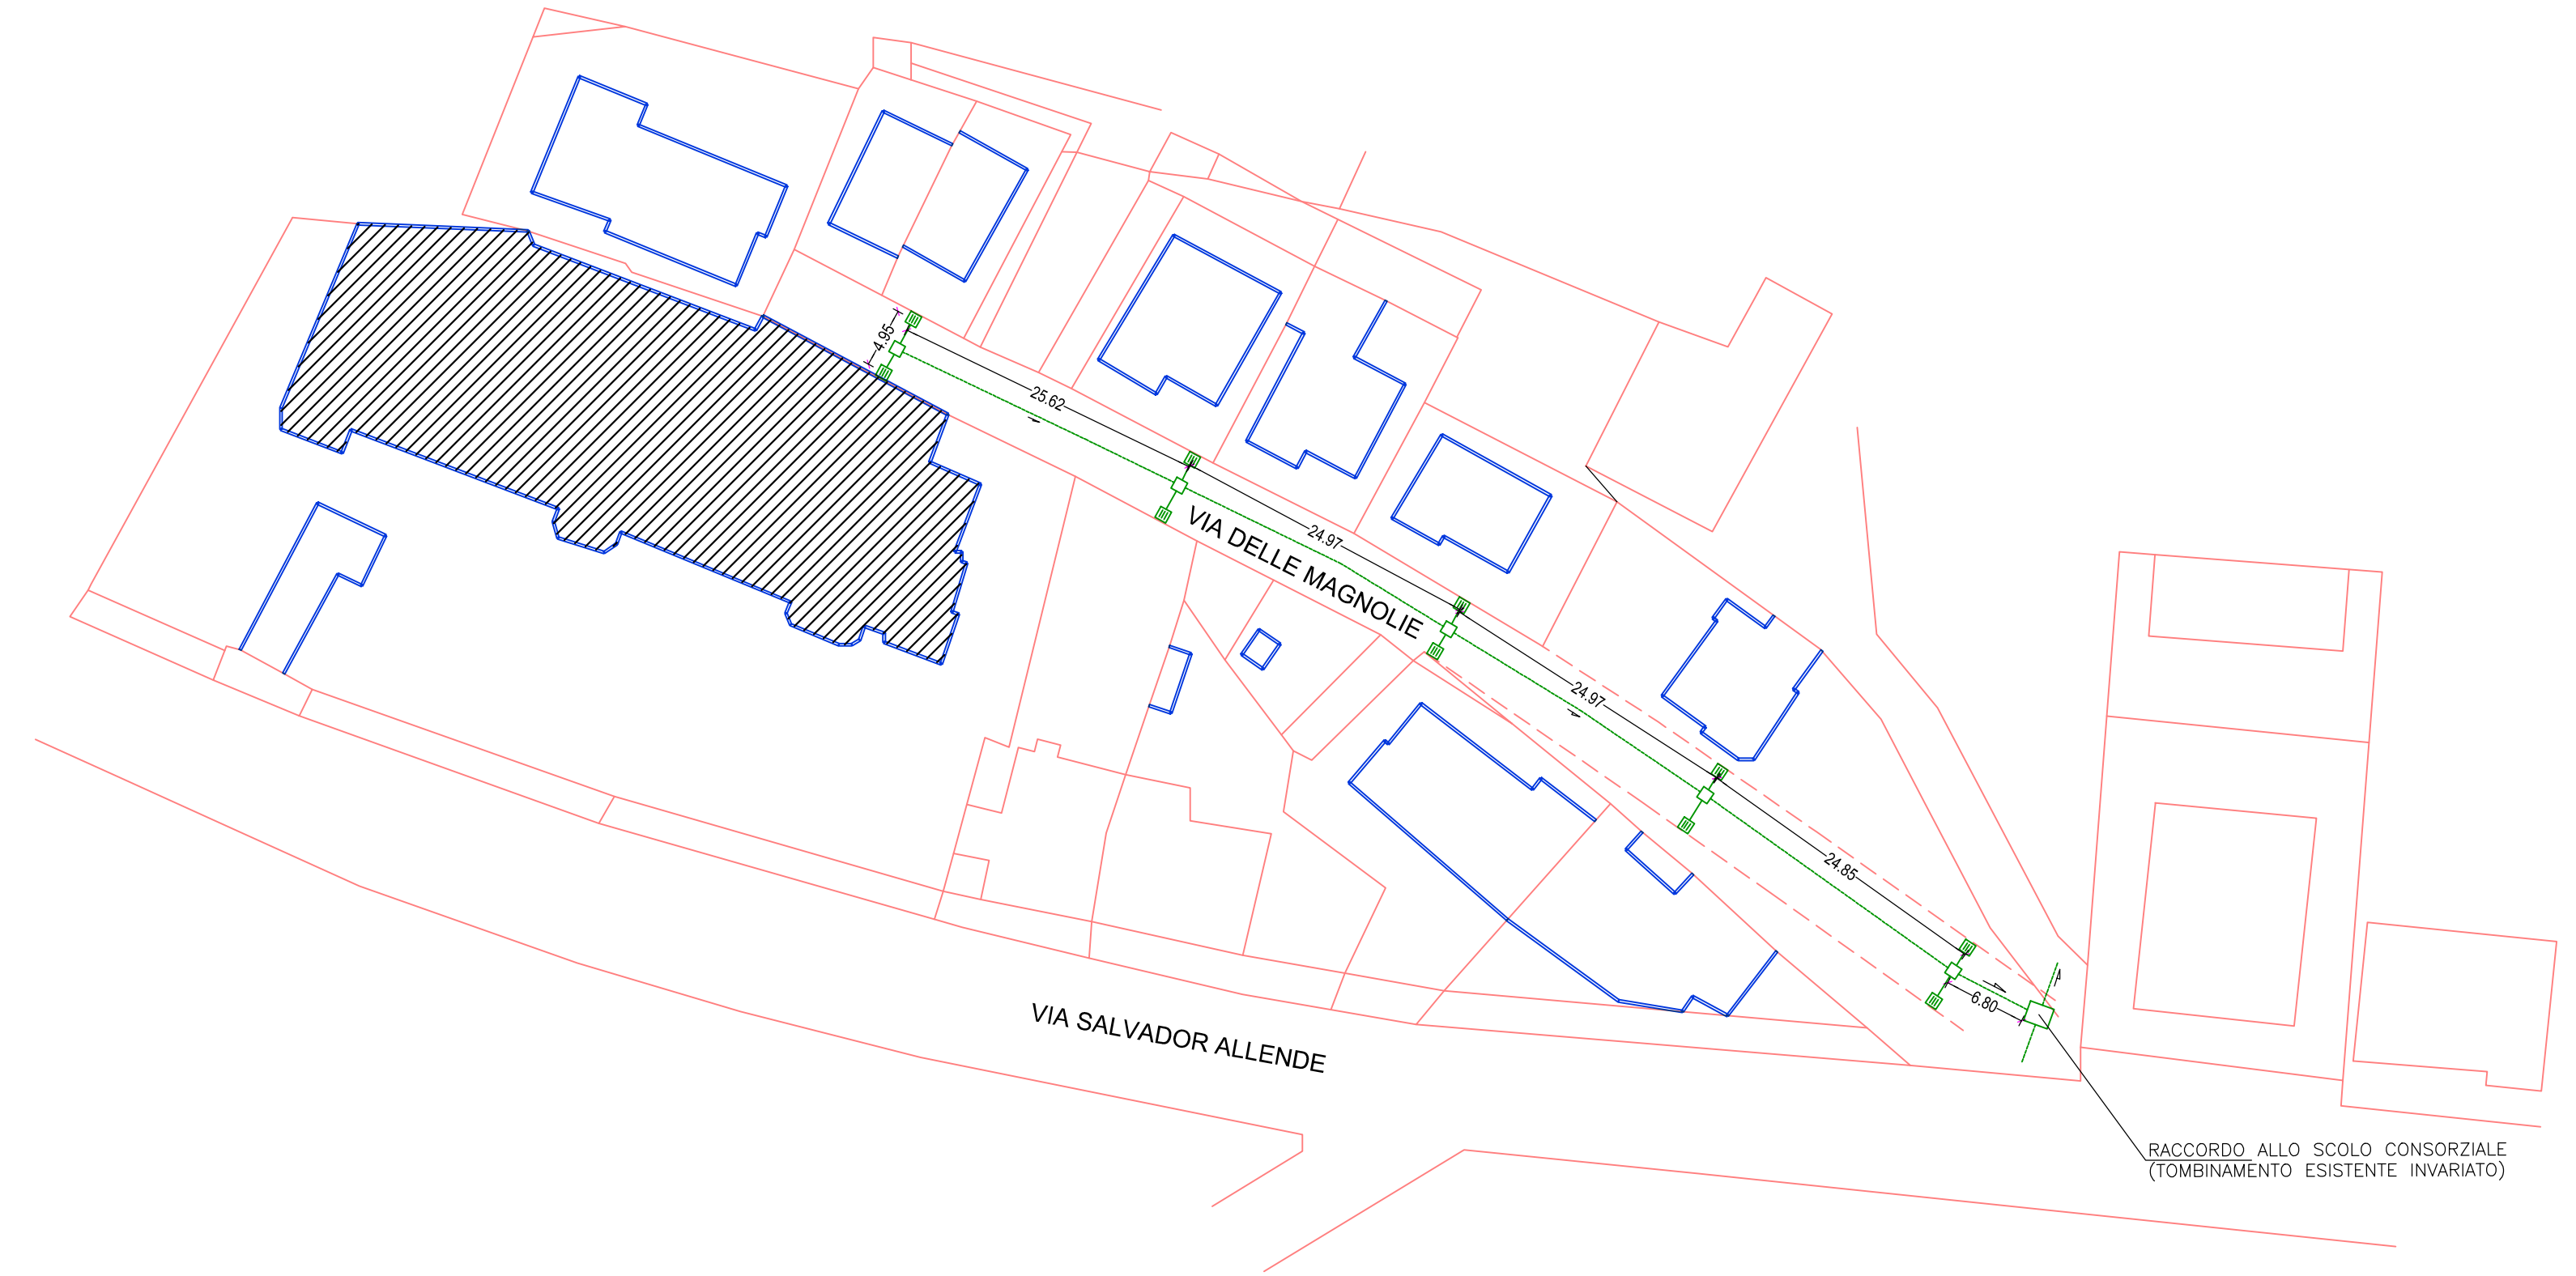 4.95
25.62
24.97
VIA DELLE MAGNOLIE
24.97
24.85
6.80
VIA SALVADOR ALLENDE
RACCORDO ALLO SCOLO CONSORZIALE
(TOMBINAMENTO ESISTENTE INVARIATO)